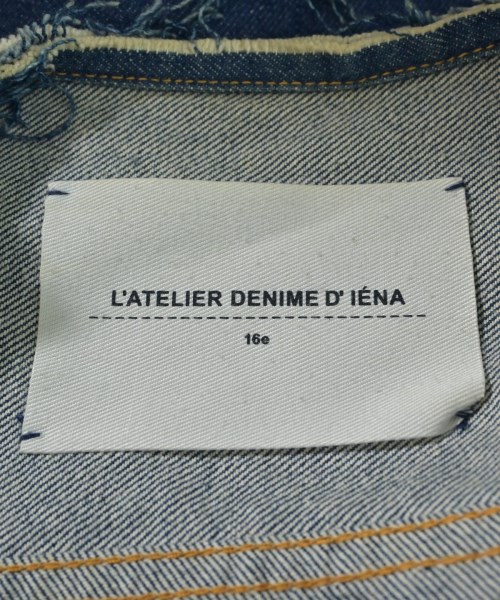 L'ATELIER DENIME D' IÉNA
16e